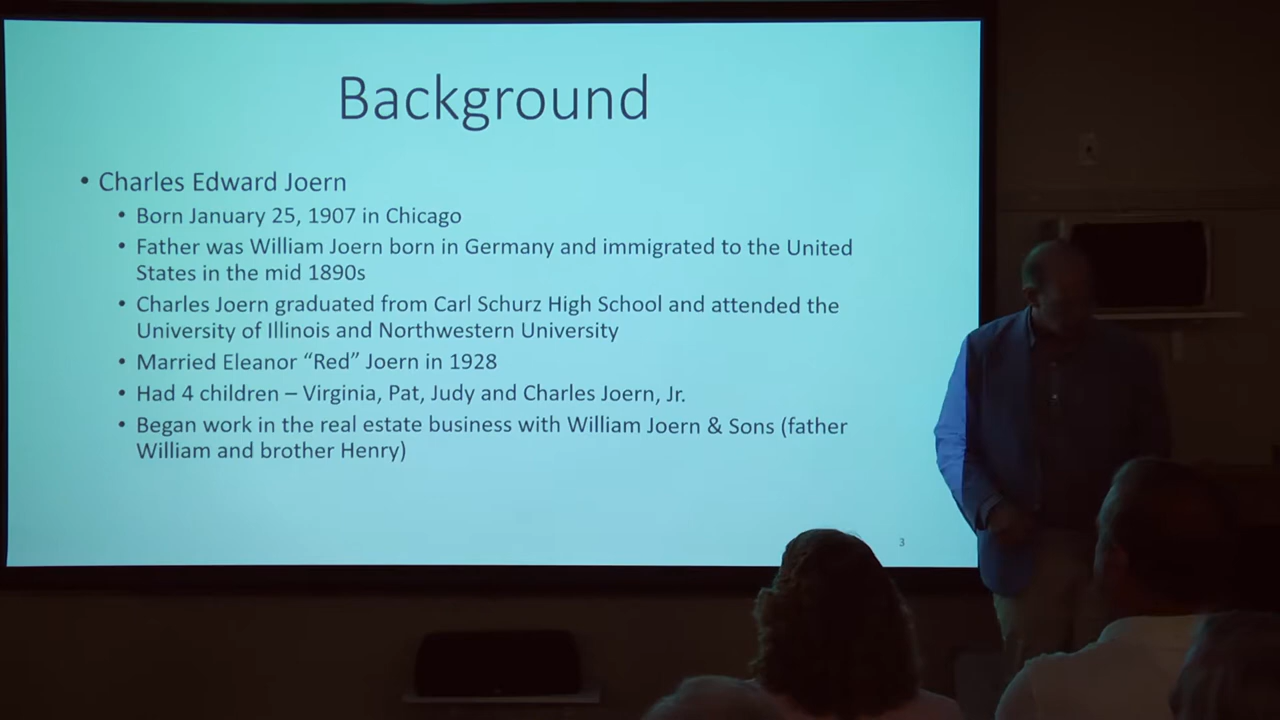 Background
• Charles Edward Joern
• Born January 25, 1907 in Chicago
• Father was William Joern born in Germany and immigrated to the United
States in the mid 1890s
• Charles Joern graduated from Carl Schurz High School and attended the
University of Illinois and Northwestern University
• Married Eleanor “Red” Joern in 1928
• Had 4 children – Virginia, Pat, Judy and Charles Joern, Jr.
• Began work in the real estate business with William Joern & Sons (father
William and brother Henry)
3